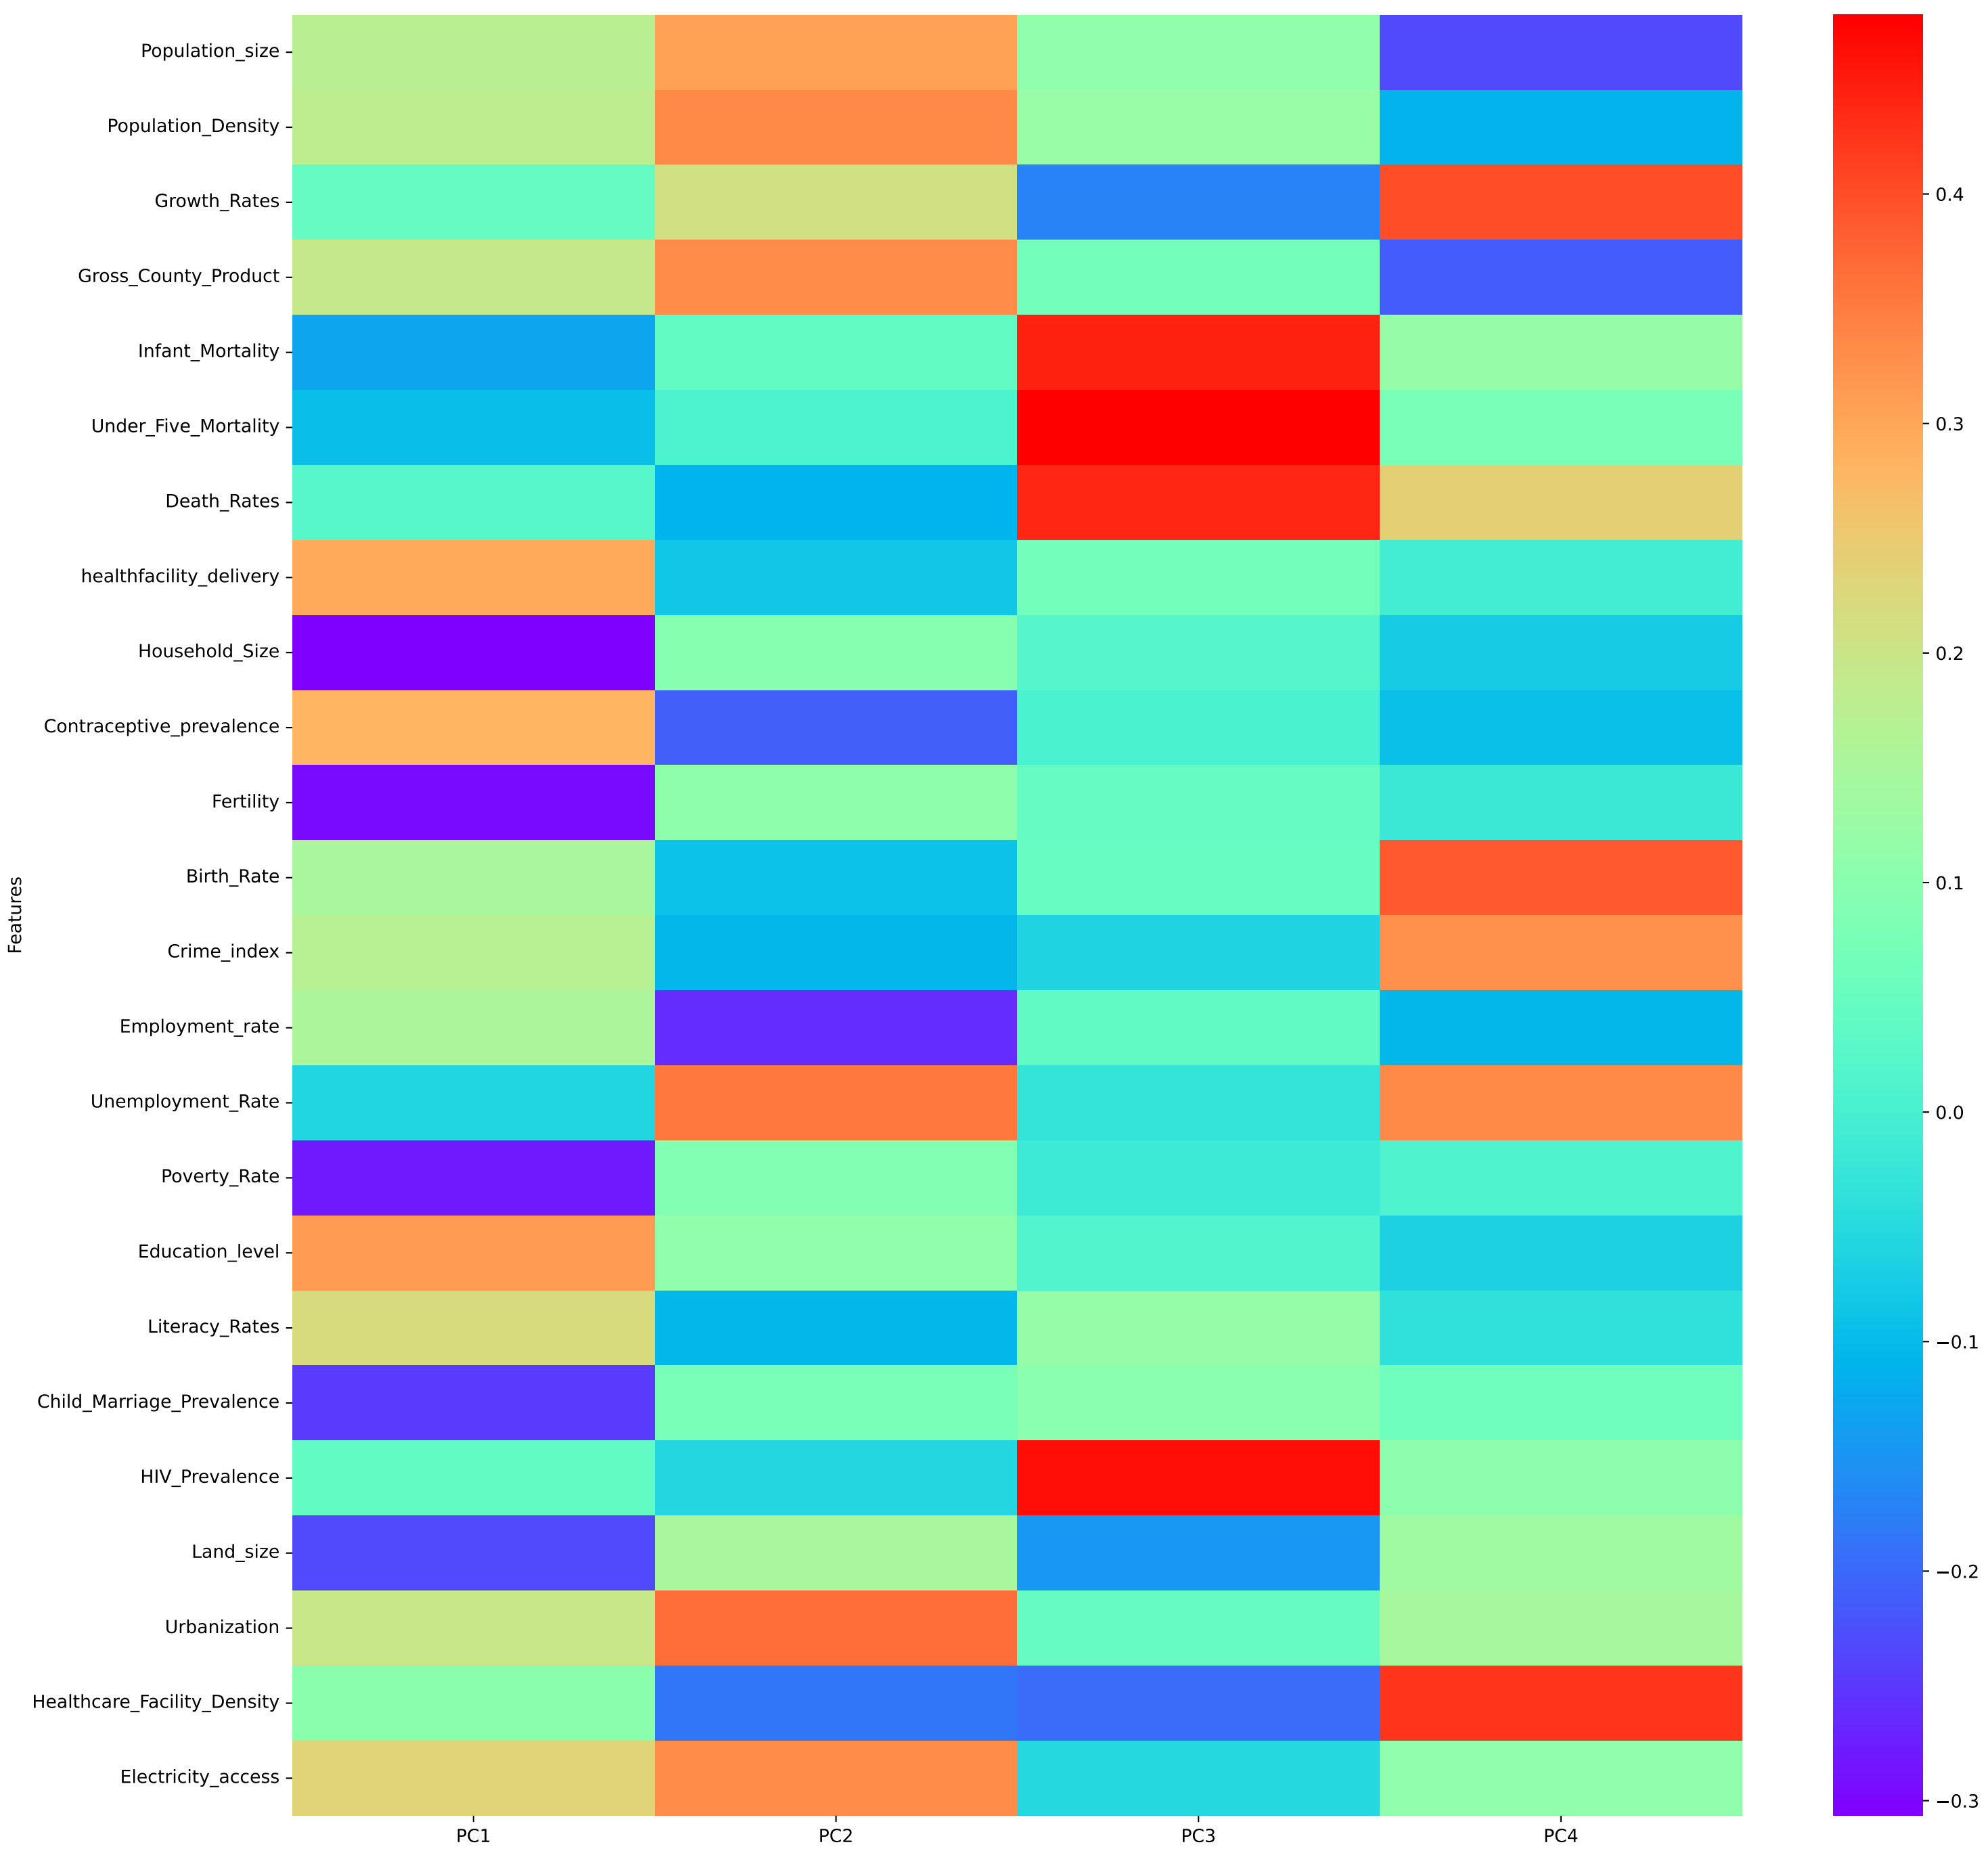 Population_size
Population_Density
Growth_Rates
Gross_County_Product
Infant_Mortality
Under_Five_Mortality
Death_Rates
healthfacility_delivery
Household_Size
Contraceptive_prevalence
Fertility
Birth_Rate
Crime_index
Employment_rate
Unemployment_Rate
Poverty_Rate
Education_level
Literacy_Rates
Child_Marriage_Prevalence
HIV_Prevalence
Land_size
Urbanization
Healthcare_Facility_Density
Electricity_access
Features
PC1 PC2 PC3 PC4
0.4
0.3
0.2
0.1
0.0
−0.1
−0.2
−0.3